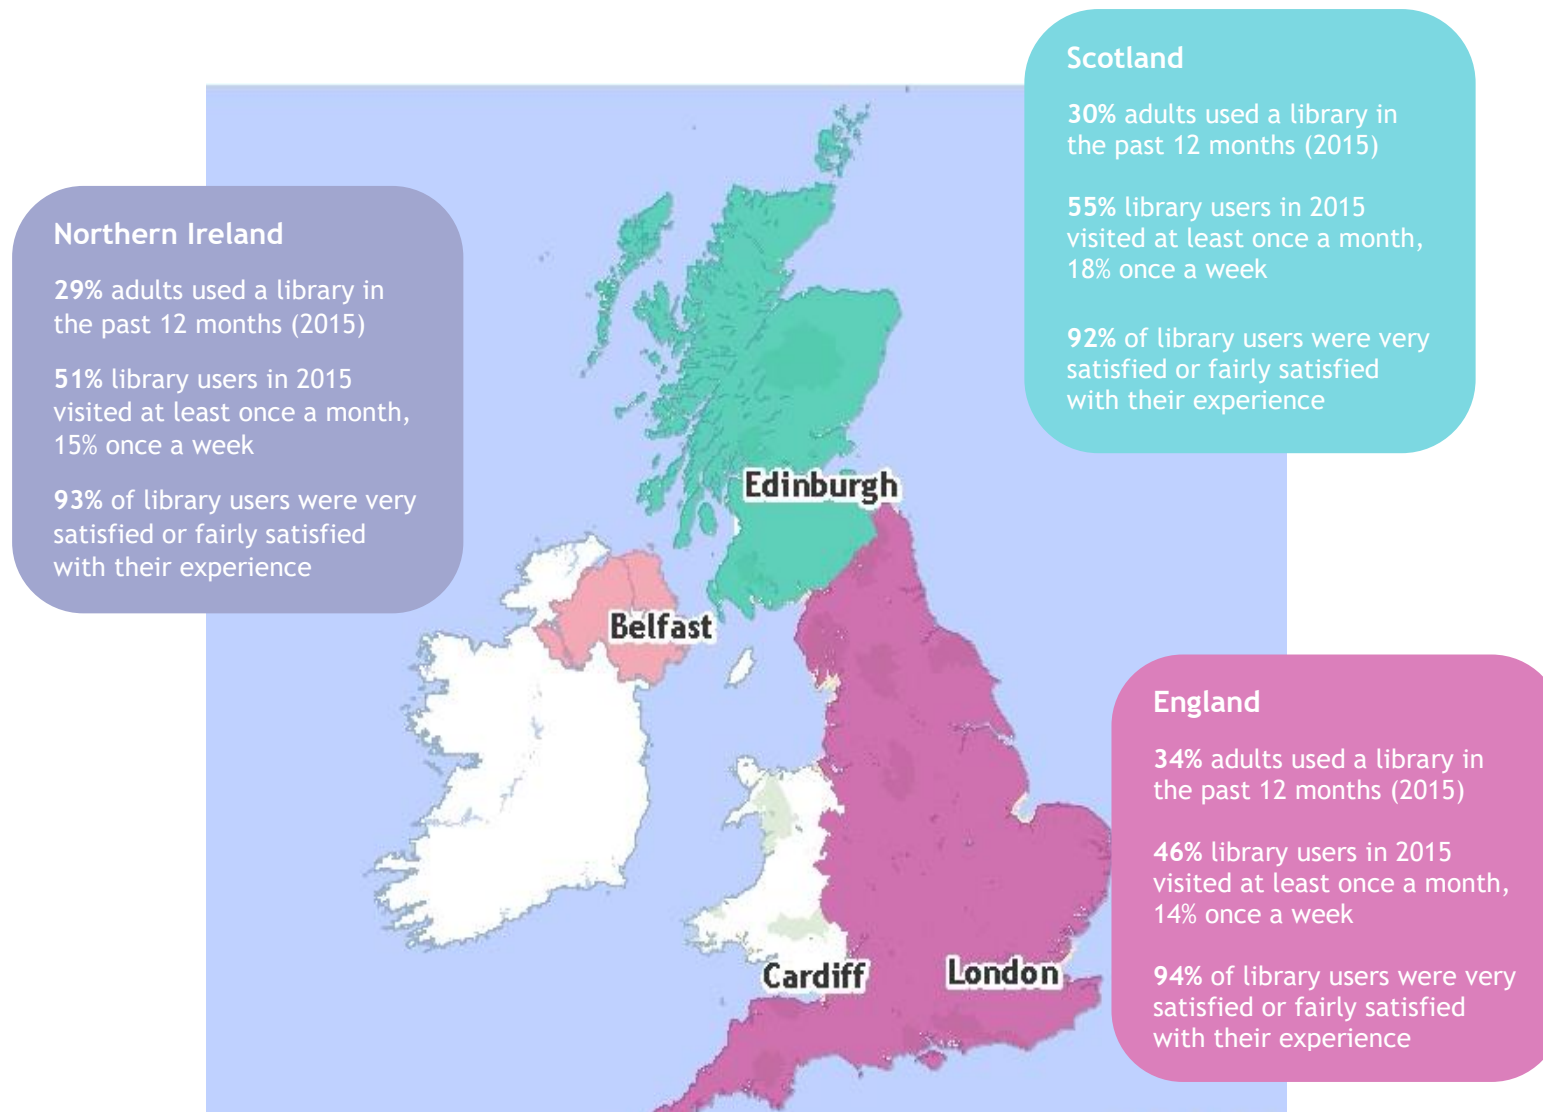 Scotland
30% adults used a library in
the past 12 months (2015)
55% library users in 2015
visited at least once a month,
18% once a week
92% of library users were very
satisfied or fairly satisfied
with their experience
Northern Ireland
29% adults used a library in
the past 12 months (2015)
51% library users in 2015
visited at least once a month,
15% once a week
93% of library users were very
satisfied or fairly satisfied
with their experience
Edinburgh
Belfast
England
34% adults used a library in
the past 12 months (2015)
46% library users in 2015
visited at least once a month,
14% once a week
94% of library users were very
satisfied or fairly satisfied
with their experience
Cardiff
London